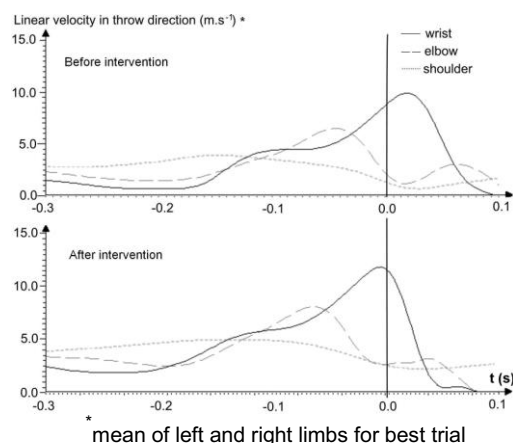 Linear velocity in throw direction (m.s⁻¹) *
wrist
elbow
shoulder
Before intervention
15.0
10.0
5.0
0.0
-0.3 -0.2 -0.1 0.0 0.1
15.0
After intervention
10.0
5.0
0.0
t (s)
-0.3 -0.2 -0.1 0.0 0.1
*mean of left and right limbs for best trial